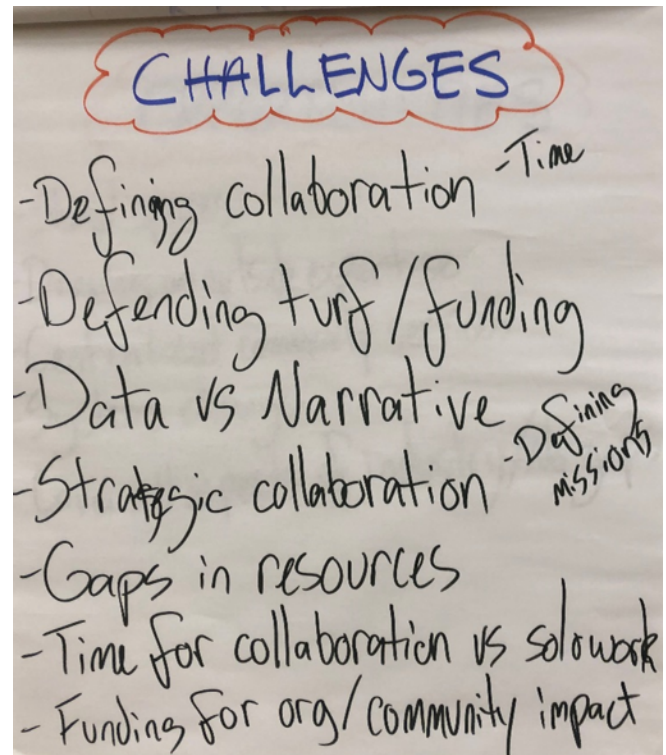 CHALLENGES
-Defining collaboration -Time
-Defending turf/funding
-Data vs Narrative
-Strategic collaboration -Defining missions
-Gaps in resources
-Time for collaboration vs solowork
-Funding for org/community impact